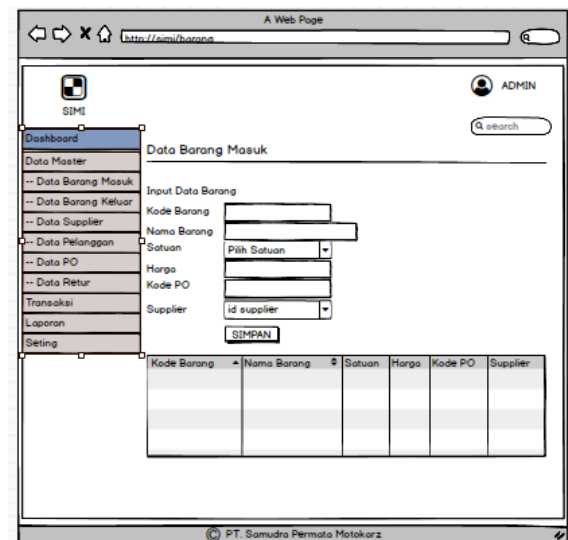 A Web Page
http://simi/barang
SIMI
ADMIN
search
Dashboard
Data Master
-- Data Barang Masuk
-- Data Barang Keluar
-- Data Supplier
-- Data Pelanggan
-- Data PO
-- Data Retur
Transaksi
Laporan
Seting
Data Barang Masuk
Input Data Barang
Kode Barang
Nama Barang
Satuan Pilih Satuan
Harga
Kode PO
Supplier id supplier
SIMPAN
Kode Barang Nama Barang Satuan Harga Kode PO Supplier
© PT. Samudra Permata Motokarz